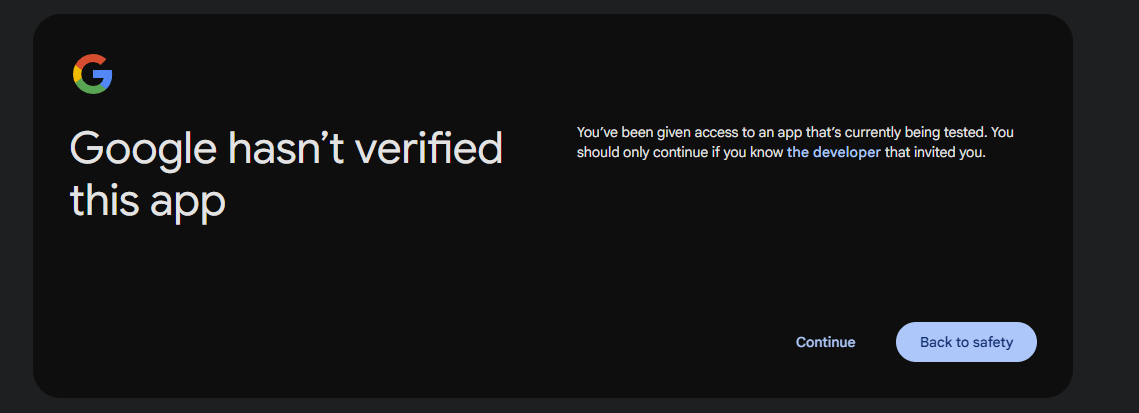 Google hasn’t verified
this app
You’ve been given access to an app that’s currently being tested. You
should only continue if you know the developer that invited you.
Continue
Back to safety